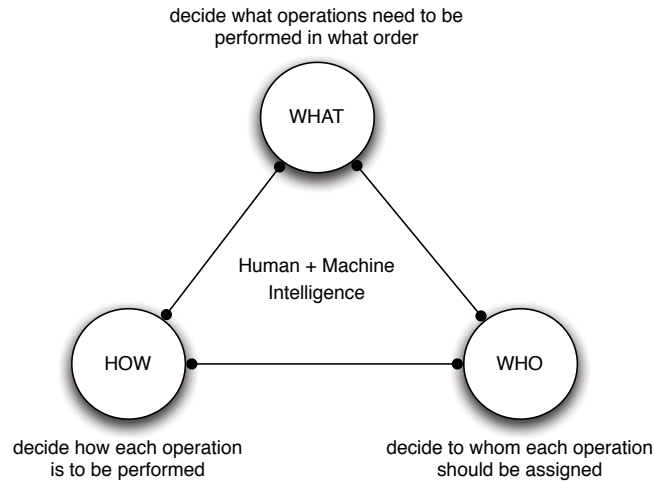 decide what operations need to be
performed in what order
WHAT
Human + Machine
Intelligence
HOW
WHO
decide how each operation
is to be performed
decide to whom each operation
should be assigned